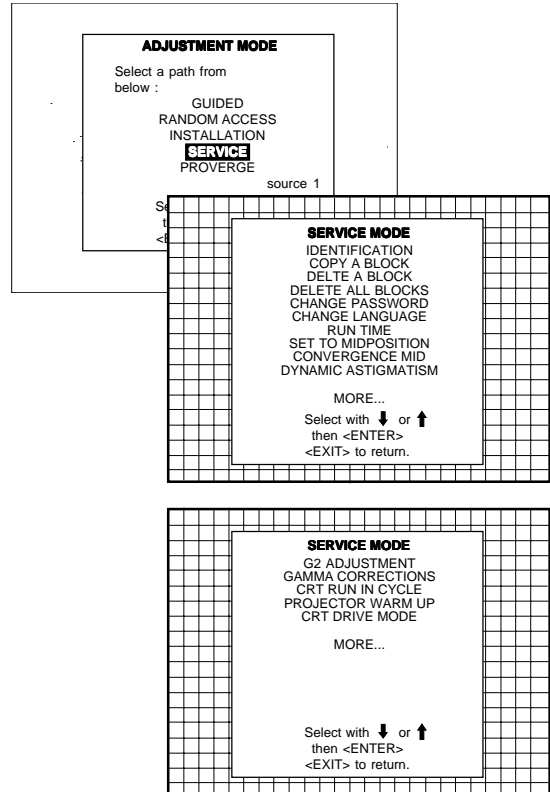 ADJUSTMENT MODE
Select a path from
below :
GUIDED
RANDOM ACCESS
INSTALLATION
SERVICE
PROVERGE
source 1
SERVICE MODE
IDENTIFICATION
COPY A BLOCK
DELTE A BLOCK
DELETE ALL BLOCKS
CHANGE PASSWORD
CHANGE LANGUAGE
RUN TIME
SET TO MIDPOSITION
CONVERGENCE MID
DYNAMIC ASTIGMATISM
MORE...
Select with ⬇ or ⬆
then <ENTER>
<EXIT> to return.
SERVICE MODE
G2 ADJUSTMENT
GAMMA CORRECTIONS
CRT RUN IN CYCLE
PROJECTOR WARM UP
CRT DRIVE MODE
MORE...
Select with ⬇ or ⬆
then <ENTER>
<EXIT> to return.